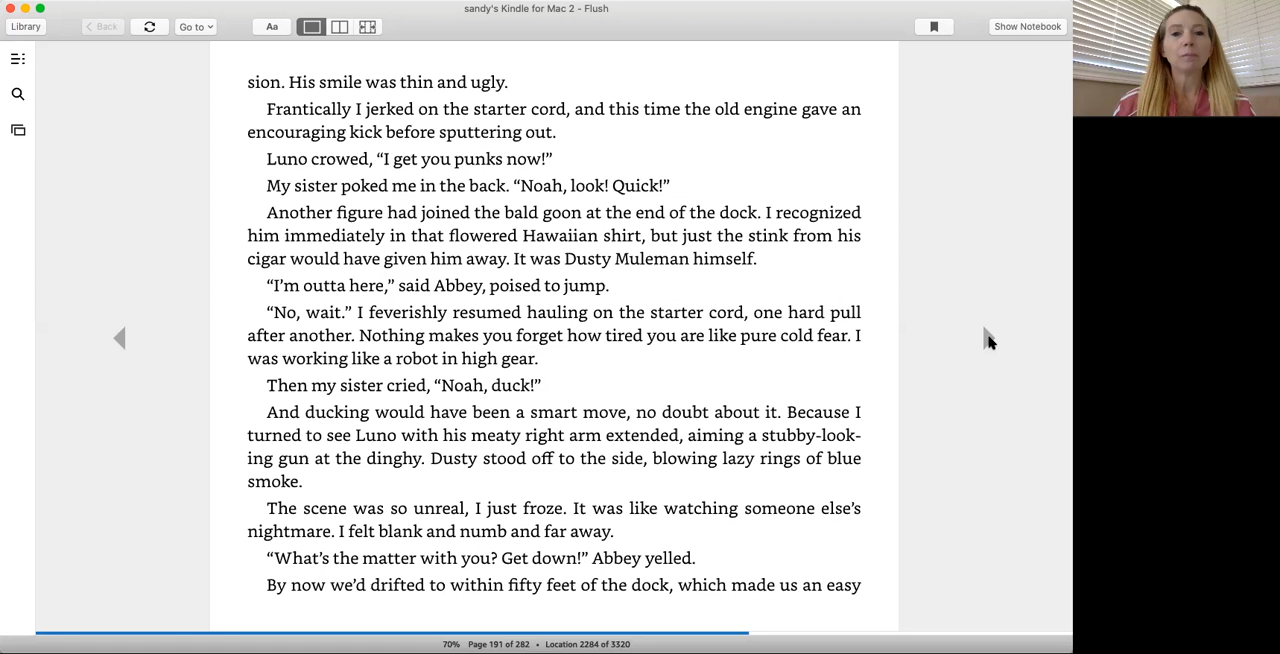 sandy's Kindle for Mac 2 - Flush
Library
Back
Go to
Aa
Show Notebook
sion. His smile was thin and ugly.
Frantically I jerked on the starter cord, and this time the old engine gave an
encouraging kick before sputtering out.
Luno crowed, “I get you punks now!”
My sister poked me in the back. “Noah, look! Quick!”
Another figure had joined the bald goon at the end of the dock. I recognized
him immediately in that flowered Hawaiian shirt, but just the stink from his
cigar would have given him away. It was Dusty Muleman himself.
“I’m outta here,” said Abbey, poised to jump.
“No, wait.” I feverishly resumed hauling on the starter cord, one hard pull
after another. Nothing makes you forget how tired you are like pure cold fear. I
was working like a robot in high gear.
Then my sister cried, “Noah, duck!”
And ducking would have been a smart move, no doubt about it. Because I
turned to see Luno with his meaty right arm extended, aiming a stubby-look-
ing gun at the dinghy. Dusty stood off to the side, blowing lazy rings of blue
smoke.
The scene was so unreal, I just froze. It was like watching someone else’s
nightmare. I felt blank and numb and far away.
“What’s the matter with you? Get down!” Abbey yelled.
By now we’d drifted to within fifty feet of the dock, which made us an easy
70% Page 191 of 282 • Location 2284 of 3320